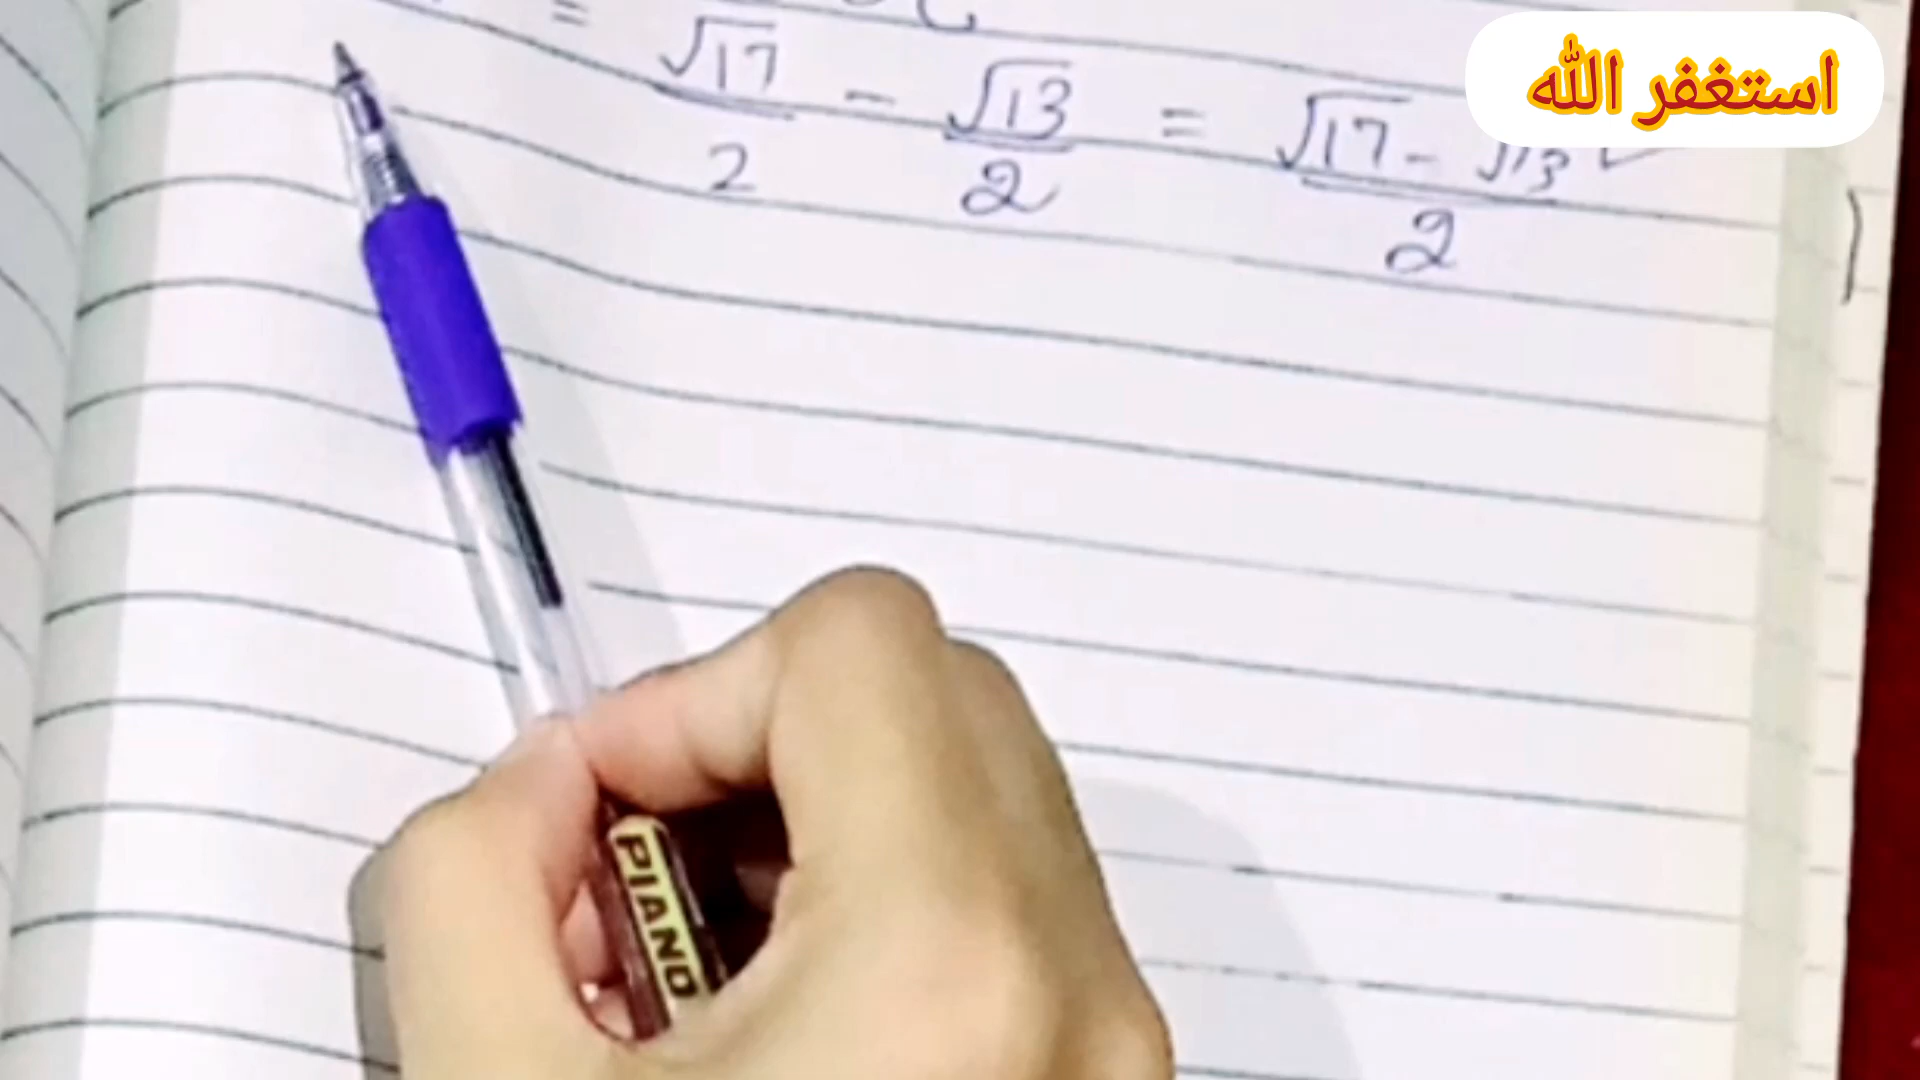 استغفر الله
= √17/2 - √13/2 = √17 - √13/2
PIANO